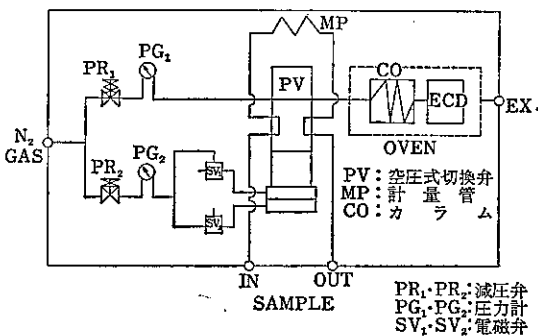 MP
PG₁
PR₁
PV
CO
ECD
EX.
OVEN
N₂
GAS
PG₂
PR₂
SV₁
SV₂
PV：空圧式切換弁
MP：計量管
CO：カラム
IN
OUT
SAMPLE
PR₁・PR₂：減圧弁
PG₁・PG₂：圧力計
SV₁・SV₂：電磁弁